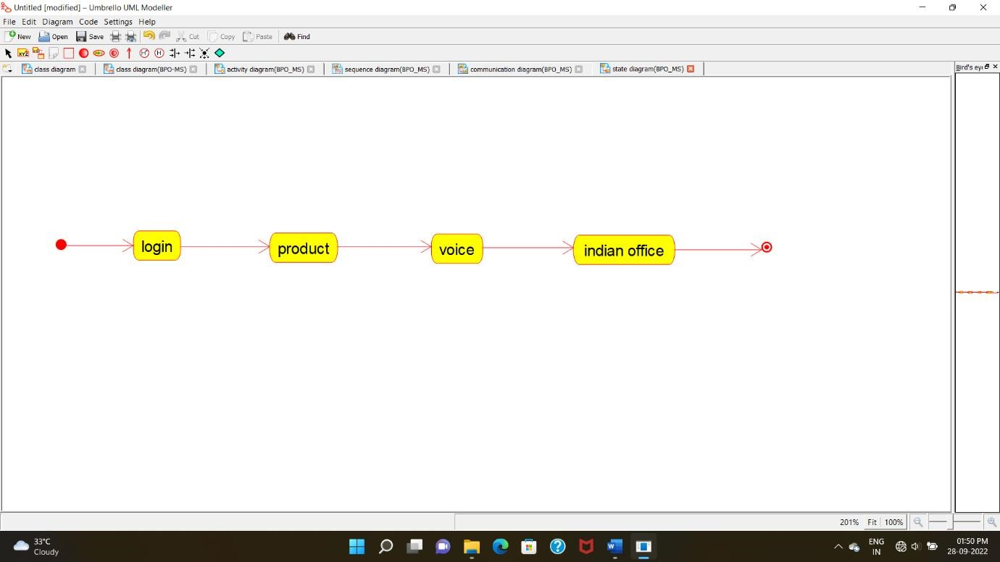 Untitled [modified] – Umbrello UML Modeller
File Edit Diagram Code Settings Help
New Open Save Cut Copy Paste Find
XYZ ABC H* H
class diagram class diagram(BPO-MS) activity diagram(BPO_MS) sequence diagram(BPO_MS) communication diagram(BPO_MS) state diagram(BPO_MS) Bird's eye
login product voice indian office
201% Fit 100%
33°C
Cloudy
ENG
IN
01:50 PM
28-09-2022